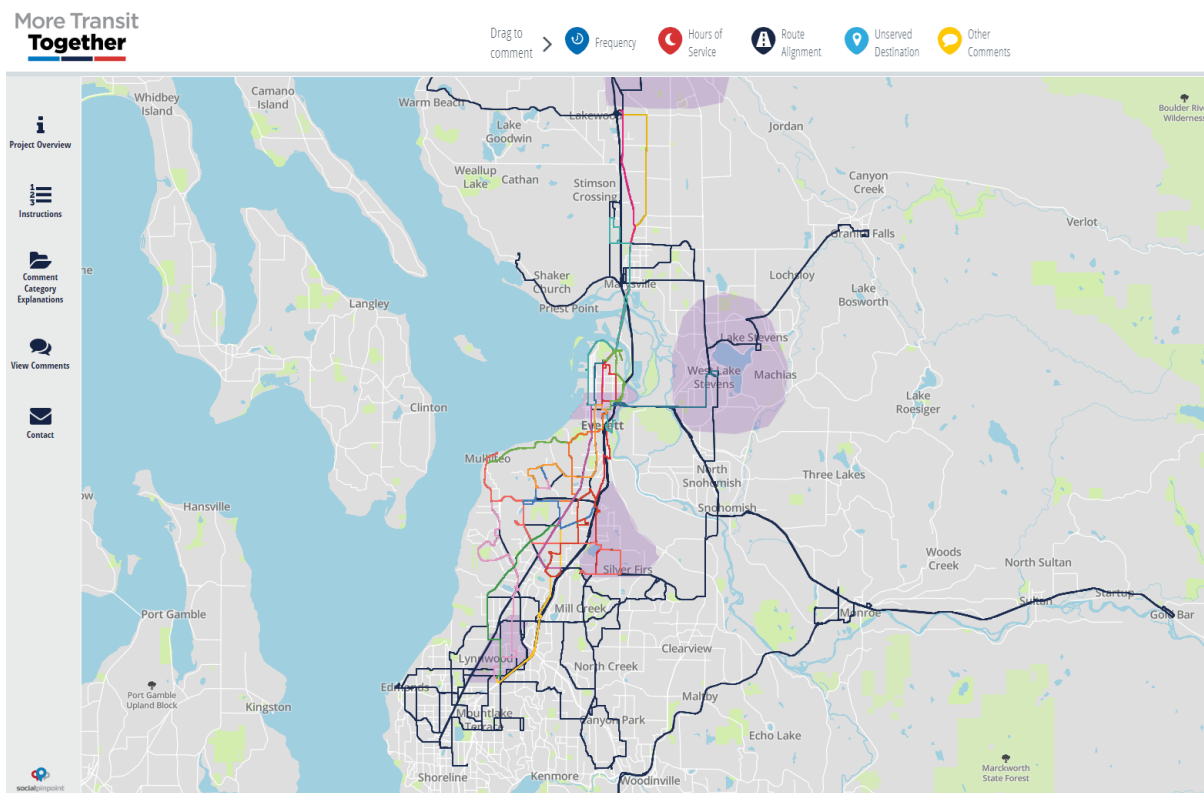 More Transit
Together
Drag to
comment
Frequency
Hours of
Service
Route
Alignment
Unserved
Destination
Other
Comments
Project Overview
1
2
3
Instructions
Comment
Category
Explanations
View Comments
Contact
socialpinpoint
Whidbey
Island
Camano
Island
Warm Beach
Lakewood
Lake
Goodwin
Jordan
Boulder Rive
Wilderness
Weallup
Lake
Cathan
Stimson
Crossing
Canyon
Creek
Verlot
Granite Falls
Shaker
Church
Marysville
Lochsloy
Lake
Bosworth
Langley
Priest Point
Lake Stevens
West Lake
Stevens
Machias
Clinton
Lake
Roesiger
Everett
Mukilteo
North
Snohomish
Three Lakes
Hansville
Snohomish
Woods
Creek
North Sultan
Silver Firs
Sultan
Startup
Gold Bar
Port Gamble
Mill Creek
Monroe
Clearview
Lynnwood
North Creek
Edmonds
Maltby
Port Gamble
Upland Block
Kingston
Mountlake
Terrace
Canyon Park
Echo Lake
Marckworth
State Forest
Shoreline
Kenmore
Woodinville